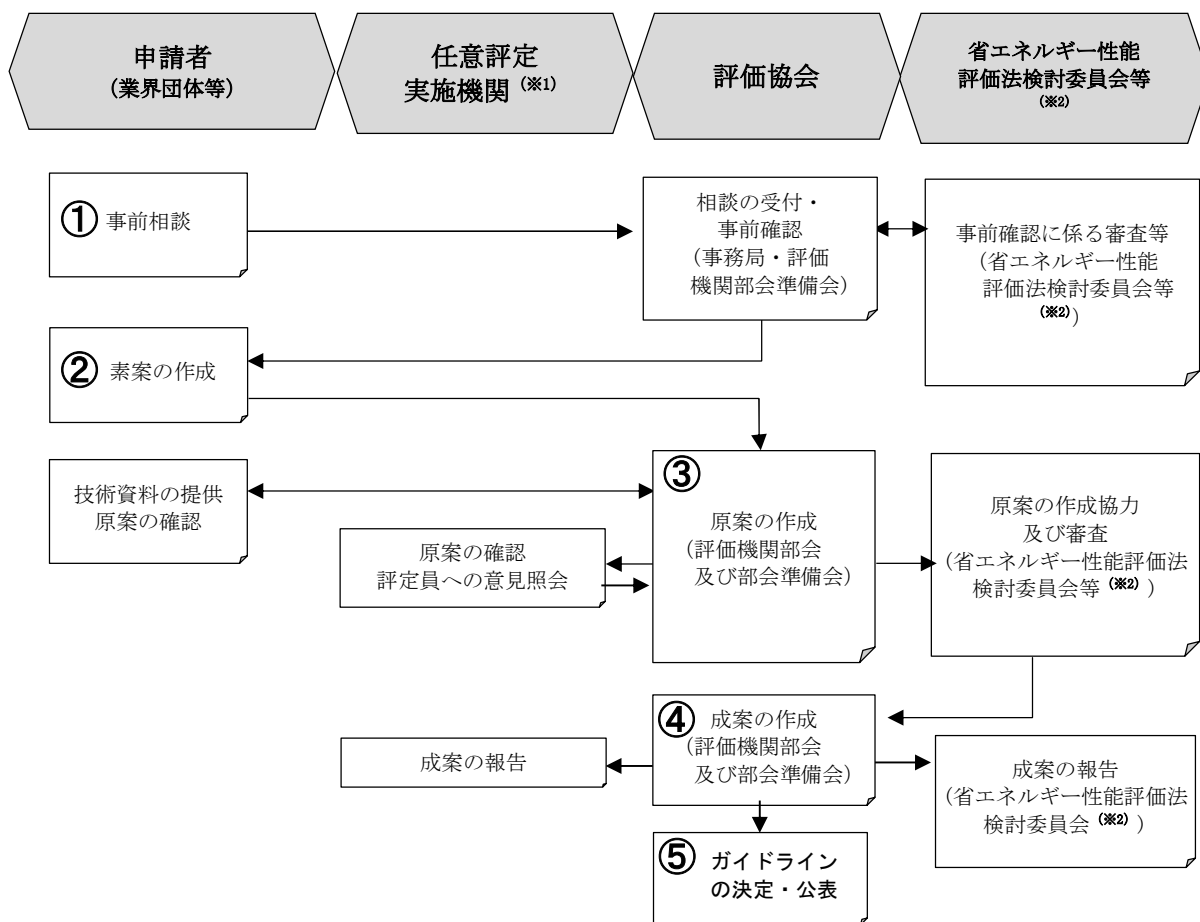 申請者
(業界団体等)
任意評定
実施機関(※1)
評価協会
省エネルギー性能
評価法検討委員会等
(※2)
① 事前相談
相談の受付・
事前確認
(事務局・評価
機関部会準備会)
事前確認に係る審査等
(省エネルギー性能
評価法検討委員会等
(※2))
② 素案の作成
技術資料の提供
原案の確認
原案の確認
評定員への意見照会
③
原案の作成
(評価機関部会
及び部会準備会)
原案の作成協力
及び審査
(省エネルギー性能評価法
検討委員会等(※2))
成案の報告
④ 成案の作成
(評価機関部会
及び部会準備会)
成案の報告
(省エネルギー性能評価法
検討委員会(※2))
⑤ ガイドライン
の決定・公表